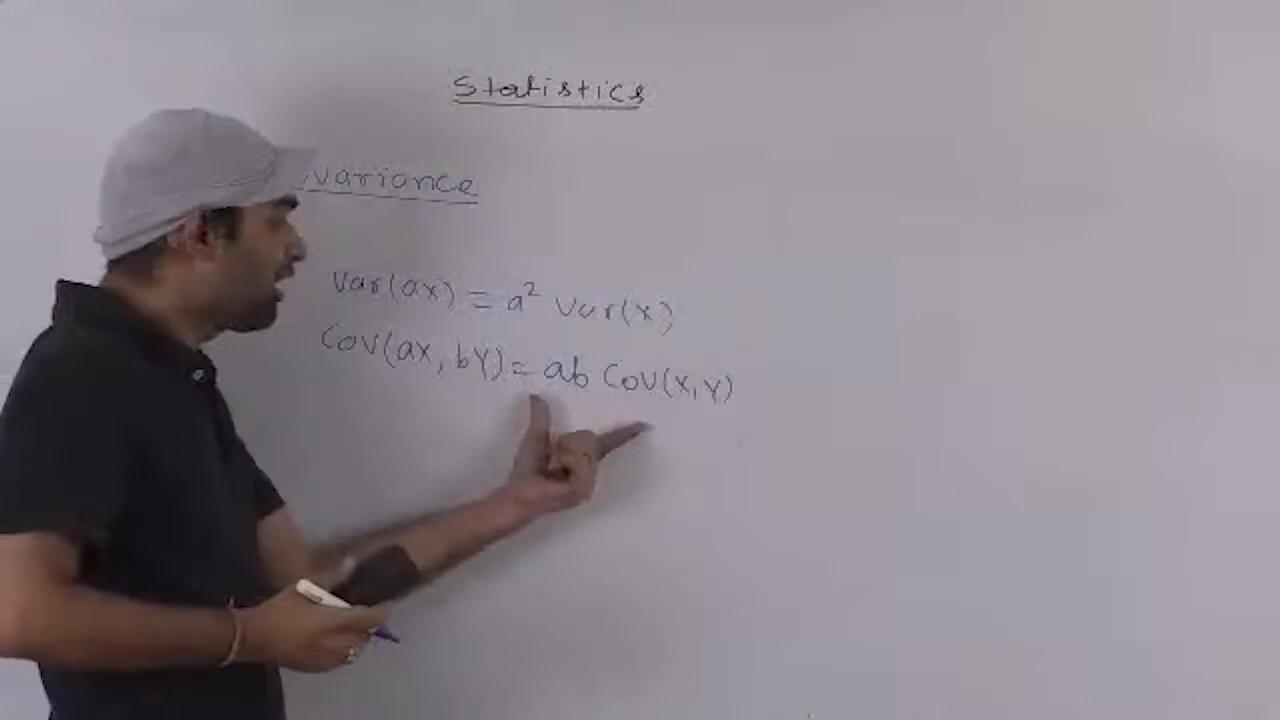 Statistics
variance
Var(ax) = a² Var(x)
Cov(ax, bY) = ab Cov(x,y)